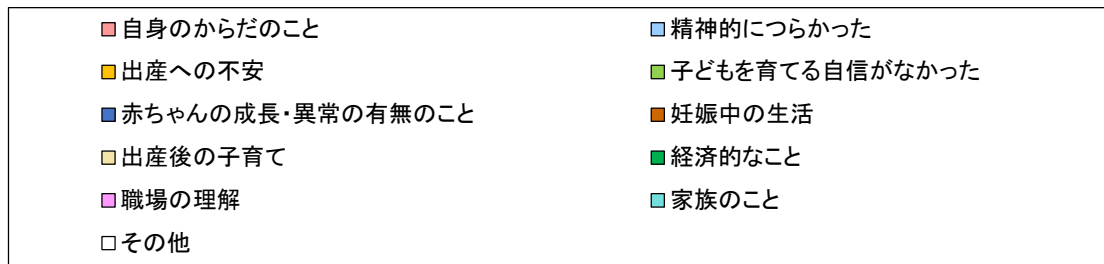 自身のからだのこと
精神的につらかった
出産への不安
子どもを育てる自信がなかった
赤ちゃんの成長・異常の有無のこと
妊娠中の生活
出産後の子育て
経済的なこと
職場の理解
家族のこと
その他